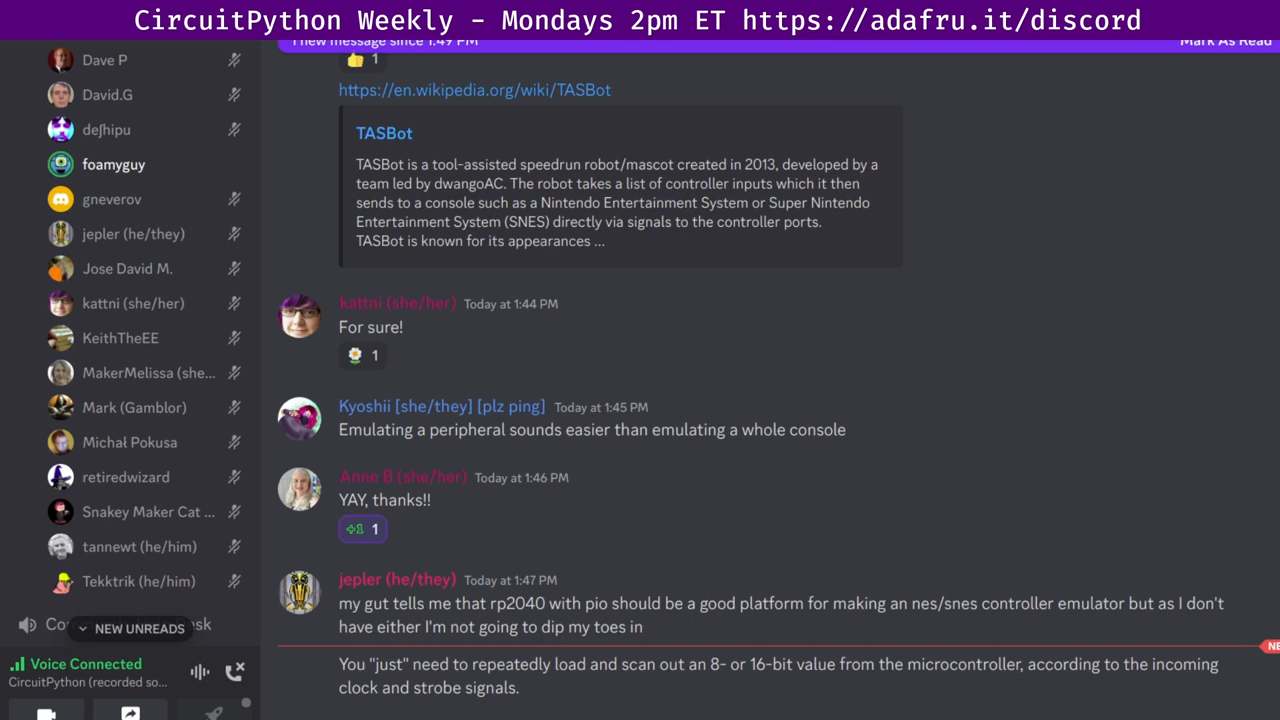 CircuitPython Weekly - Mondays 2pm ET https://adafru.it/discord
1 new message since 1:49 PM
Mark As Read
Dave P
David.G
deʃhipu
foamyguy
gneverov
jepler (he/they)
Jose David M.
kattni (she/her)
KeithTheEE
MakerMelissa (she...
Mark (Gamblor)
Michał Pokusa
retiredwizard
Snakey Maker Cat ...
tannewt (he/him)
Tekktrik (he/him)
NEW UNREADS
Voice Connected
CircuitPython (recorded so...
👍 1
https://en.wikipedia.org/wiki/TASBot
TASBot
TASBot is a tool-assisted speedrun robot/mascot created in 2013, developed by a
team led by dwangoAC. The robot takes a list of controller inputs which it then
sends to a console such as a Nintendo Entertainment System or Super Nintendo
Entertainment System (SNES) directly via signals to the controller ports.
TASBot is known for its appearances ...
kattni (she/her) Today at 1:44 PM
For sure!
1
Kyoshii [she/they] [plz ping] Today at 1:45 PM
Emulating a peripheral sounds easier than emulating a whole console
Anne B (she/her) Today at 1:46 PM
YAY, thanks!!
1
jepler (he/they) Today at 1:47 PM
my gut tells me that rp2040 with pio should be a good platform for making an nes/snes controller emulator but as I don't
have either I'm not going to dip my toes in
You "just" need to repeatedly load and scan out an 8- or 16-bit value from the microcontroller, according to the incoming
clock and strobe signals.